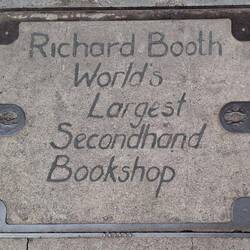 Richard Booth
World's
Largest
Secondhand
Bookshop